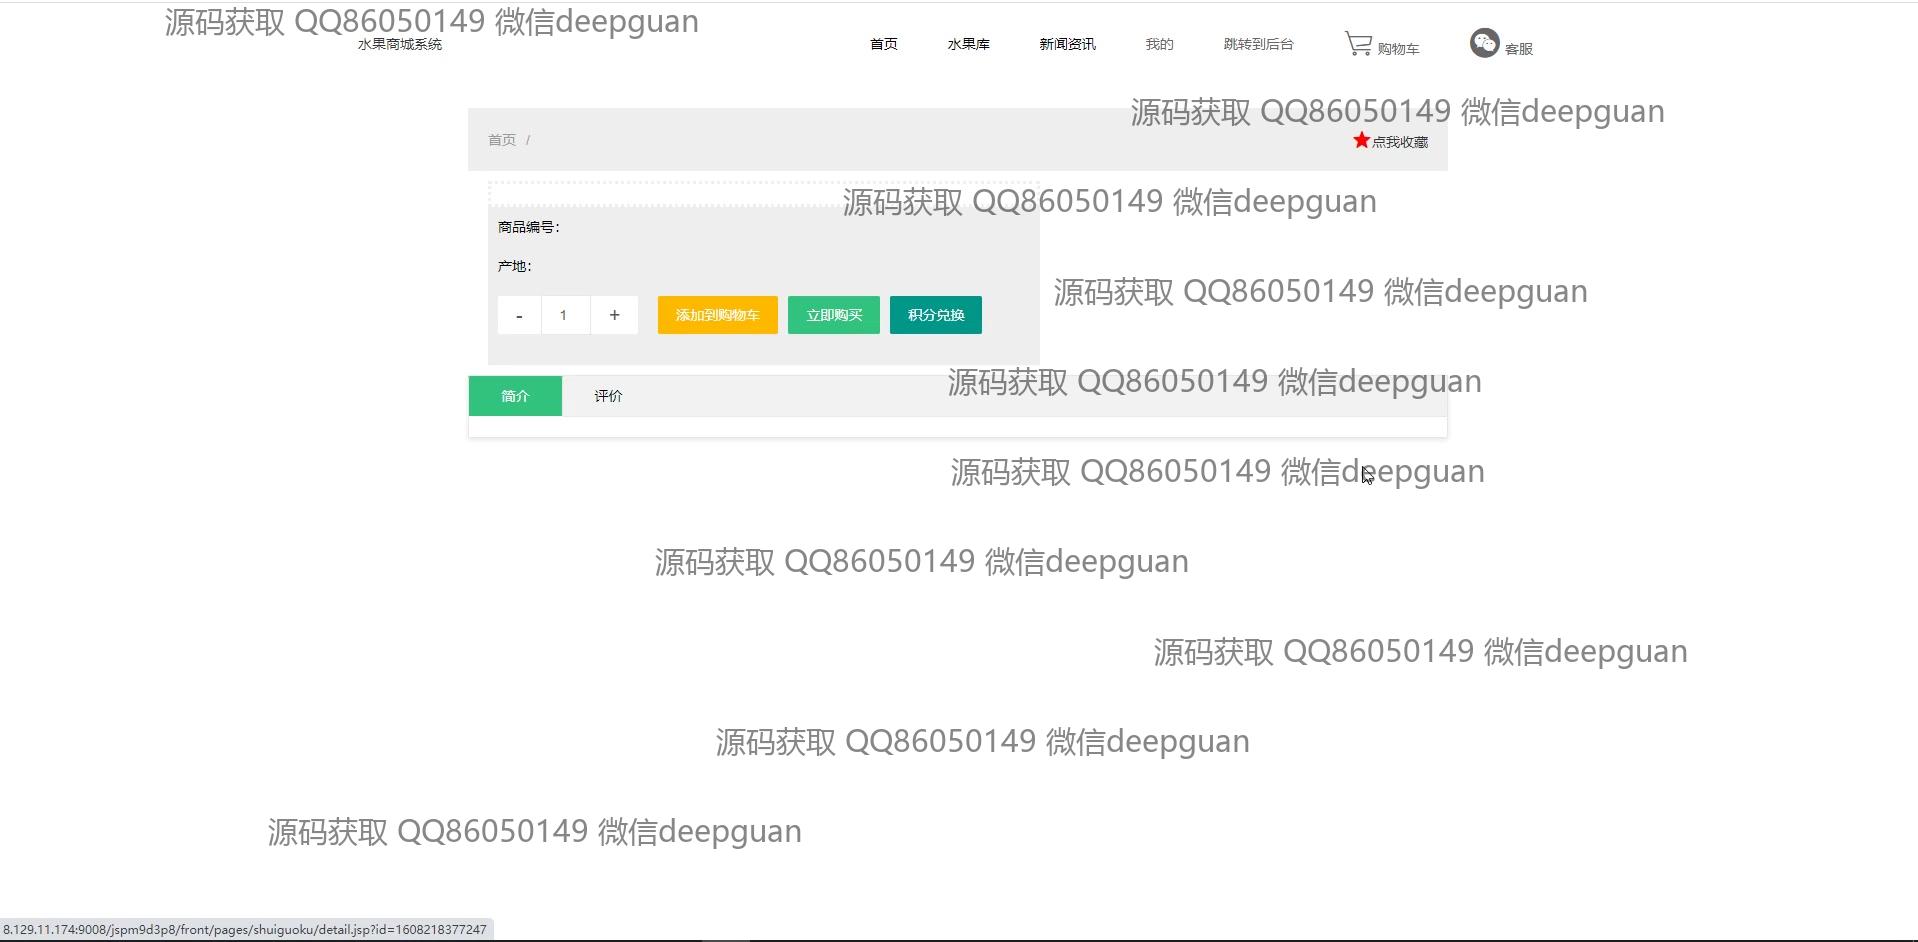 源码获取 QQ86050149 微信deepguan
水果商城系统
首页
水果库
新闻资讯
我的
跳转到后台
购物车
客服
源码获取 QQ86050149 微信deepguan
首页 /
点我收藏
源码获取 QQ86050149 微信deepguan
商品编号：
产地：
源码获取 QQ86050149 微信deepguan
- 1 +
添加到购物车
立即购买
积分兑换
源码获取 QQ86050149 微信deepguan
简介
评价
源码获取 QQ86050149 微信deepguan
源码获取 QQ86050149 微信deepguan
源码获取 QQ86050149 微信deepguan
源码获取 QQ86050149 微信deepguan
源码获取 QQ86050149 微信deepguan
8.129.11.174:9008/jspm9d3p8/front/pages/shuiguoku/detail.jsp?id=1608218377247